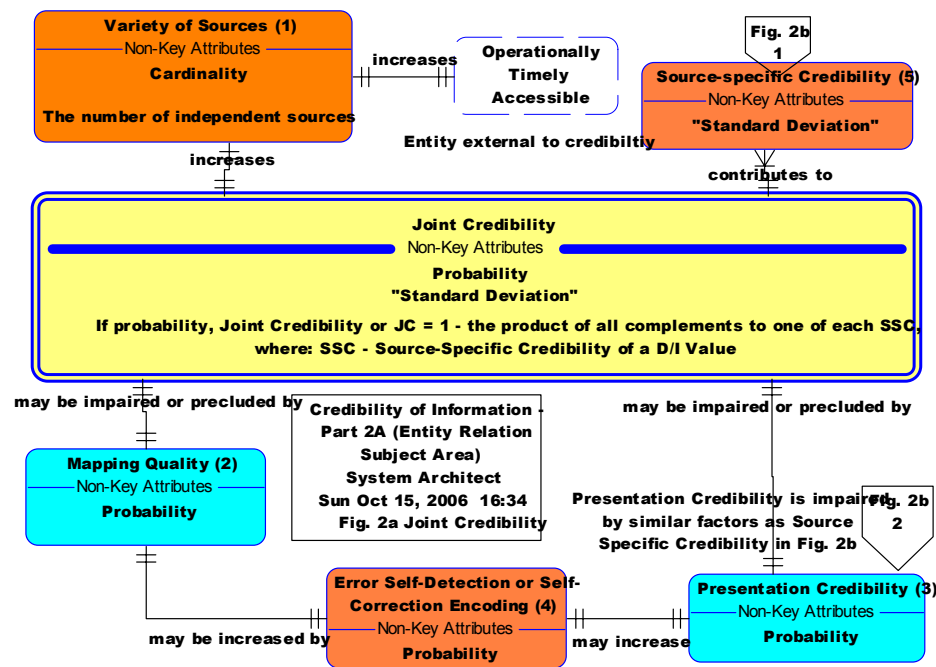 Variety of Sources (1)
Non-Key Attributes
Cardinality
The number of independent sources
increases
Operationally
Timely
Accessible
Entity external to credibiltiy
Fig. 2b
1
Source-specific Credibility (5)
Non-Key Attributes
"Standard Deviation"
increases
contributes to
Joint Credibility
Non-Key Attributes
Probability
"Standard Deviation"
If probability, Joint Credibility or JC = 1 - the product of all complements to one of each SSC,
where: SSC - Source-Specific Credibility of a D/I Value
may be impaired or precluded by
may be impaired or precluded by
Credibility of Information -
Part 2A (Entity Relation
Subject Area)
System Architect
Sun Oct 15, 2006 16:34
Fig. 2a Joint Credibility
Mapping Quality (2)
Non-Key Attributes
Probability
Presentation Credibility is impaired
by similar factors as Source
Specific Credibility in Fig. 2b
Fig. 2b
2
Error Self-Detection or Self-
Correction Encoding (4)
Non-Key Attributes
Probability
may be increased by
may increase
Presentation Credibility (3)
Non-Key Attributes
Probability